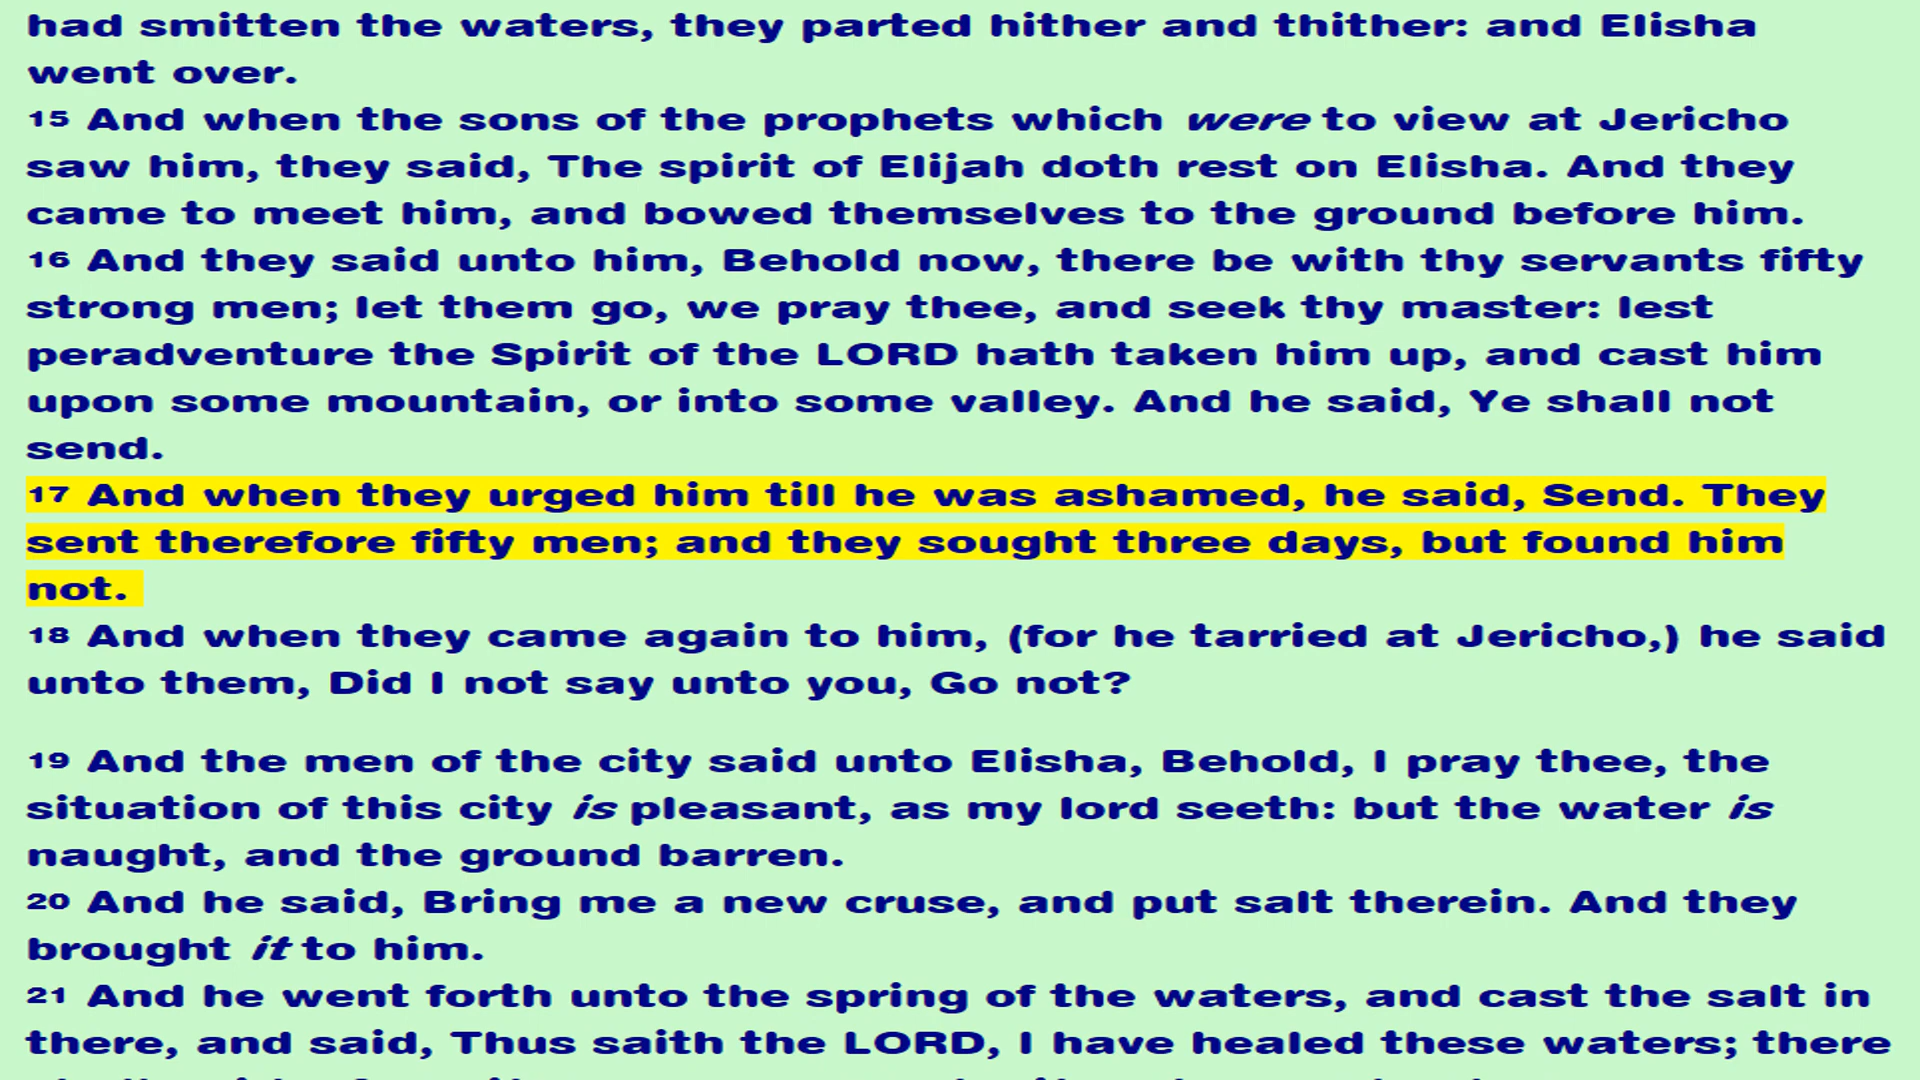 had smitten the waters, they parted hither and thither: and Elisha
went over.
15 And when the sons of the prophets which were to view at Jericho
saw him, they said, The spirit of Elijah doth rest on Elisha. And they
came to meet him, and bowed themselves to the ground before him.
16 And they said unto him, Behold now, there be with thy servants fifty
strong men; let them go, we pray thee, and seek thy master: lest
peradventure the Spirit of the LORD hath taken him up, and cast him
upon some mountain, or into some valley. And he said, Ye shall not
send.
17 And when they urged him till he was ashamed, he said, Send. They
sent therefore fifty men; and they sought three days, but found him
not.
18 And when they came again to him, (for he tarried at Jericho,) he said
unto them, Did I not say unto you, Go not?
19 And the men of the city said unto Elisha, Behold, I pray thee, the
situation of this city is pleasant, as my lord seeth: but the water is
naught, and the ground barren.
20 And he said, Bring me a new cruse, and put salt therein. And they
brought it to him.
21 And he went forth unto the spring of the waters, and cast the salt in
there, and said, Thus saith the LORD, I have healed these waters; there